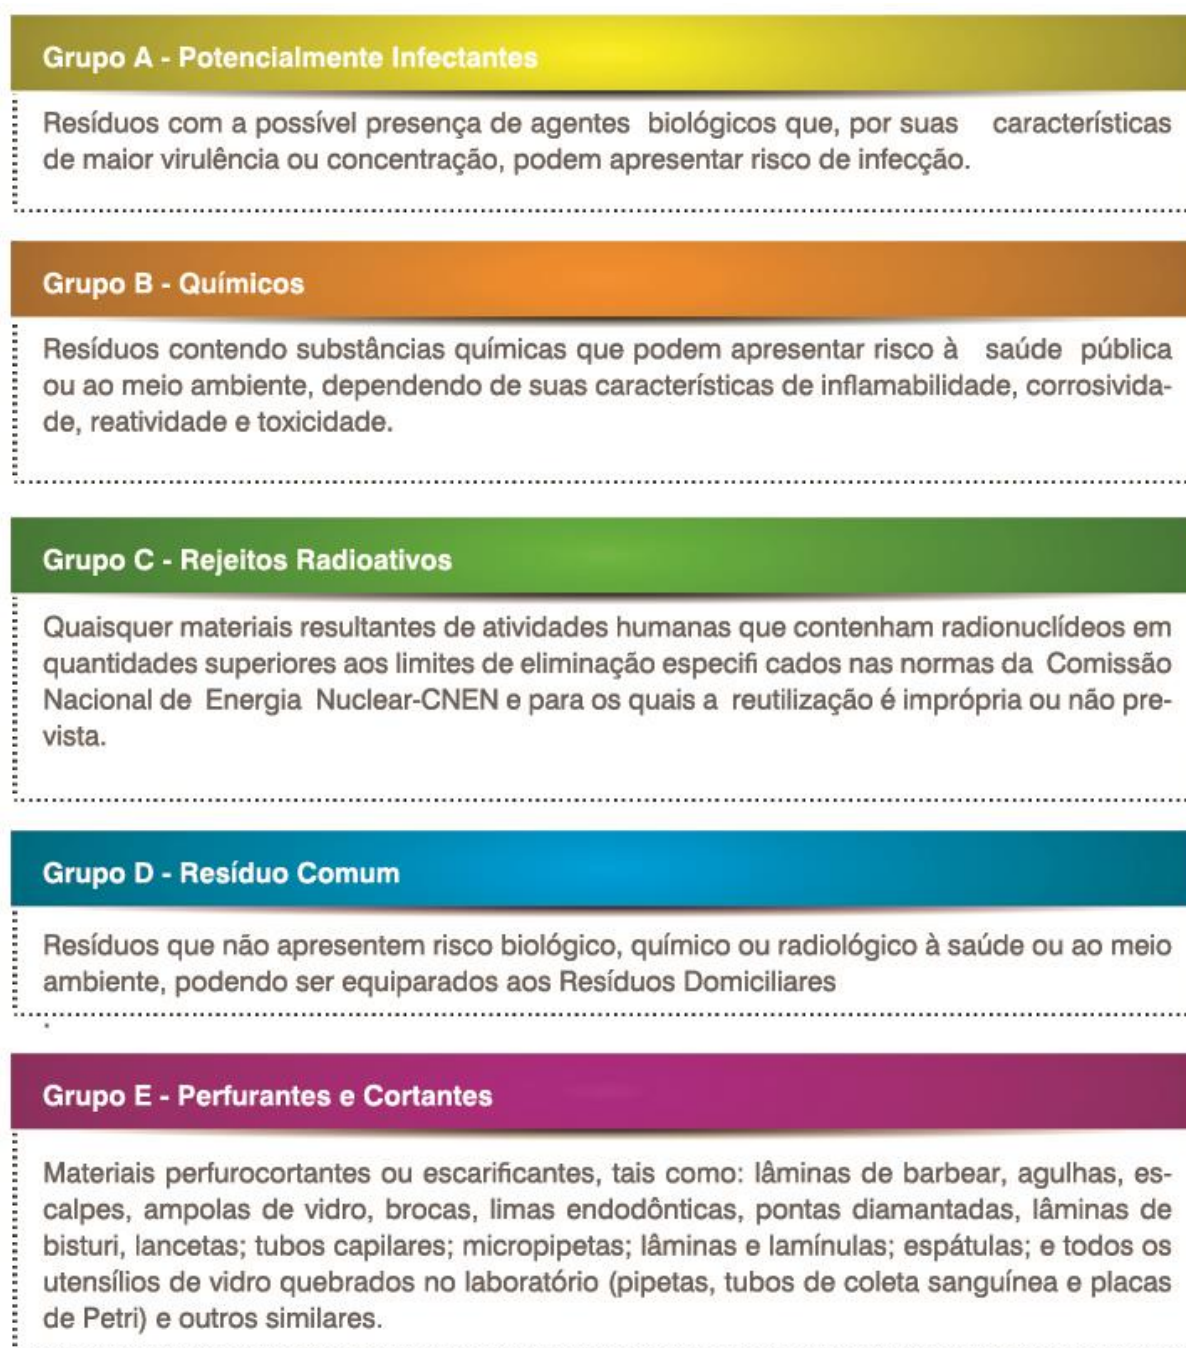 Grupo A - Potencialmente Infectantes
Resíduos com a possível presença de agentes biológicos que, por suas características
de maior virulência ou concentração, podem apresentar risco de infecção.
Grupo B - Químicos
Resíduos contendo substâncias químicas que podem apresentar risco à saúde pública
ou ao meio ambiente, dependendo de suas características de inflamabilidade, corrosivida-
de, reatividade e toxicidade.
Grupo C - Rejeitos Radioativos
Quaisquer materiais resultantes de atividades humanas que contenham radionuclídeos em
quantidades superiores aos limites de eliminação especifi cados nas normas da Comissão
Nacional de Energia Nuclear-CNEN e para os quais a reutilização é imprópria ou não pre-
vista.
Grupo D - Resíduo Comum
Resíduos que não apresentem risco biológico, químico ou radiológico à saúde ou ao meio
ambiente, podendo ser equiparados aos Resíduos Domiciliares
.
Grupo E - Perfurantes e Cortantes
Materiais perfurocortantes ou escarificantes, tais como: lâminas de barbear, agulhas, es-
calpes, ampolas de vidro, brocas, limas endodônticas, pontas diamantadas, lâminas de
bisturi, lancetas; tubos capilares; micropipetas; lâminas e lamínulas; espátulas; e todos os
utensílios de vidro quebrados no laboratório (pipetas, tubos de coleta sanguínea e placas
de Petri) e outros similares.